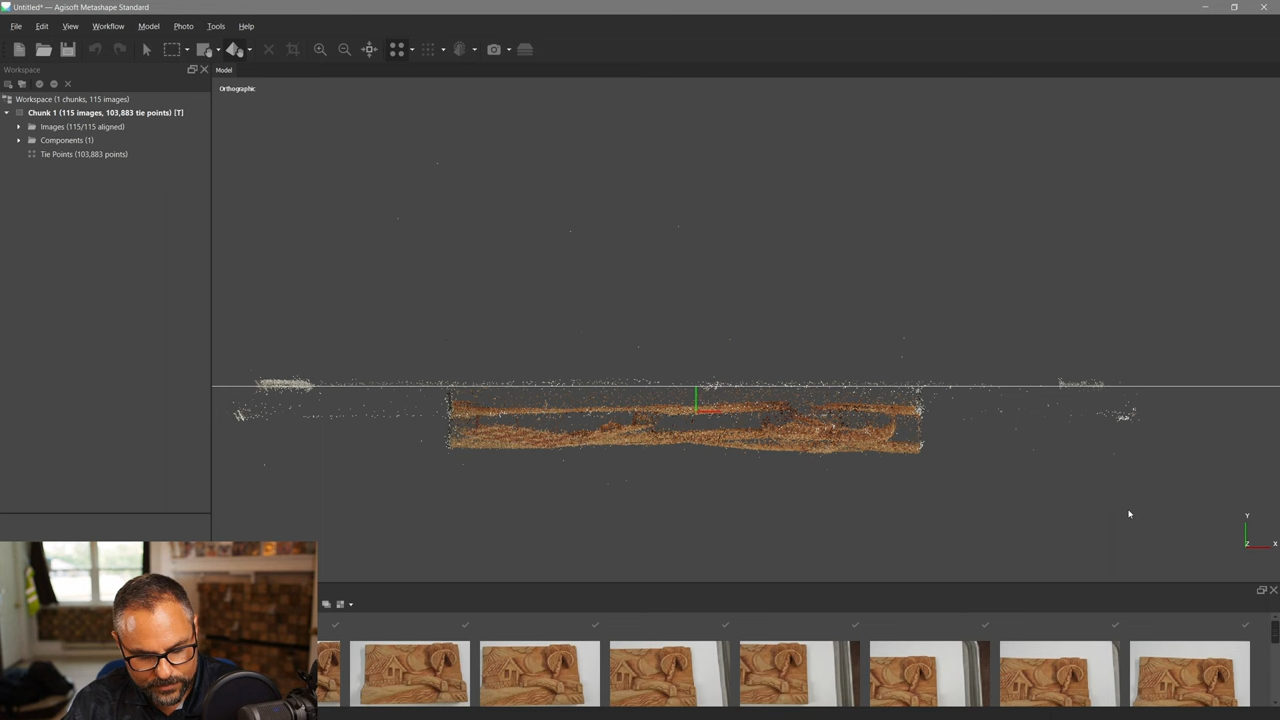 Untitled* — Agisoft Metashape Standard
File Edit View Workflow Model Photo Tools Help
Workspace
Model
Orthographic
Workspace (1 chunks, 115 images)
Chunk 1 (115 images, 103,883 tie points) [T]
Images (115/115 aligned)
Components (1)
Tie Points (103,883 points)
Y
Z
X